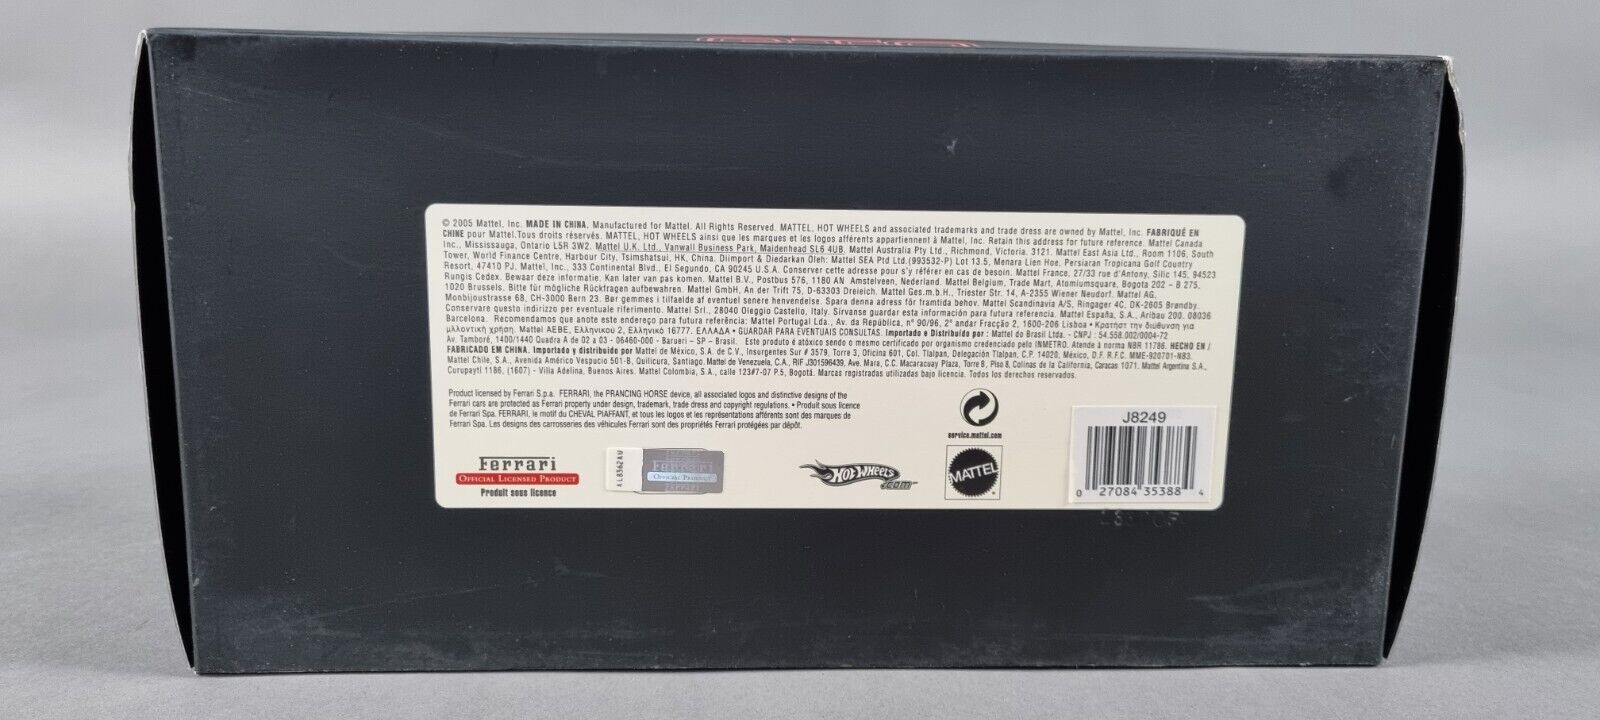 © 2005 Mattel, Inc. MADE IN CHINA. Manufactured for Mattel. All Rights Reserved. MATTEL, HOT WHEELS and associated trademarks and trade dress are owned by Mattel, Inc. FABRIQUÉ EN
CHINE pour Mattel.Tous droits réservés. MATTEL, HOT WHEELS ainsi que les marques et les logos afférents appartiennent à Mattel, Inc. Retain this address for future reference. Mattel Canada
Inc., Mississauga, Ontario L5R 3W2. Mattel U.K. Ltd., Vanwall Business Park, Maidenhead SL6 4UB. Mattel Australia Pty Ltd., Richmond, Victoria. 3121. Mattel East Asia Ltd., Room 1106, South
Tower, World Finance Centre, Harbour City, Tsimshatsui, HK, China. Diimport & Diedarkan Oleh: Mattel SEA Ptd Ltd.(993532-P) Lot 13.5, Menara Lien Hoe, Persiaran Tropicana Golf Country
Resort, 47410 PJ. Mattel, Inc., 333 Continental Blvd., El Segundo, CA 90245 U.S.A. Conserver cette adresse pour s'y référer en cas de besoin. Mattel France, 27/33 rue d'Antony, Silic 145, 94523
Rungis Cedex. Bewaar deze informatie. Kan later van pas komen. Mattel B.V., Postbus 576, 1180 AN Amstelveen, Nederland. Mattel Belgium, Trade Mart, Atomiumsquare, Bogota 202 - B 275,
1020 Brussels. Bitte für mögliche Rückfragen aufbewahren. Mattel GmbH, An der Trift 75, D-63303 Dreieich. Mattel Ges.m.b.H., Triester Str. 14, A-2355 Wiener Neudorf. Mattel AG,
Monbijoustrasse 68, CH-3000 Bern 23. Bør gemmes i tilfaelde af eventuel senere henvendelse. Spara denna adress för framtida behov. Mattel Scandinavia A/S, Ringager 4C, DK-2605 Brøndby.
Conservare questo indirizzo per eventuale riferimento. Mattel Srl., 28040 Oleggio Castello, Italy. Sírvanse guardar esta información para futura referencia. Mattel España, S.A., Aribau 200. 08036
Barcelona. Recomendamos que anote este endereço para futura referência: Mattel Portugal Lda., Av. da República, nº 90/96, 2º andar Fracção 2, 1600-206 Lisboa • Κρατήστε την διεύθυνση για
μελλοντική χρήση. Mattel AEBE, Ελληνικού 2, Ελληνικό 16777. ΕΛΛΑΔΑ • GUARDAR PARA EVENTUAIS CONSULTAS. Importado e Distribuido por : Mattel do Brasil Ltda. - CNPJ : 54.558.002/0004-72
Av. Tamboré, 1400/1440 Quadra A de 02 a 03 - 06460-000 - Barueri – SP – Brasil. Este produto é atóxico sendo o mesmo certificado por organismo credenciado pelo INMETRO. Atende à norma NBR 11786. HECHO EN /
FABRICADO EM CHINA. Importado y distribuido por Mattel de México, S.A. de C.V., Insurgentes Sur # 3579, Torre 3, Oficina 601, Col. Tlalpan, Delegación Tlalpan, C.P. 14020, México, D.F. R.F.C. MME-920701-NB3.
Mattel Chile, S.A., Avenida Américo Vespucio 501-B, Quilicura, Santiago. Mattel de Venezuela, C.A., RIF J301596439, Ave. Mara, C.C. Macaracuay Plaza, Torre B, Piso 8, Colinas de la California, Caracas 1071. Mattel Argentina S.A.,
Curupaytí 1186, (1607) - Villa Adelina, Buenos Aires. Mattel Colombia, S.A., calle 123#7-07 P.5, Bogotá. Marcas registradas utilizadas bajo licencia. Todos los derechos reservados.
Product licensed by Ferrari S.p.a. FERRARI, the PRANCING HORSE device, all associated logos and distinctive designs of the
Ferrari cars are protected as Ferrari property under design, trademark, trade dress and copyright regulations. • Produit sous licence
de Ferrari Spa. FERRARI, le motif du CHEVAL PIAFFANT, et tous les logos et les représentations afférents sont des marques de
Ferrari Spa. Les designs des carrosseries des véhicules Ferrari sont des propriétés Ferrari protégées par dépôt.
service.mattel.com
Ferrari
OFFICIAL LICENSED PRODUCT
Produit sous licence
AL8362AU
Ferrari
OFFICIAL PRODUCT
HOT WHEELS
.com
MATTEL
J8249
0 27084 35388 4